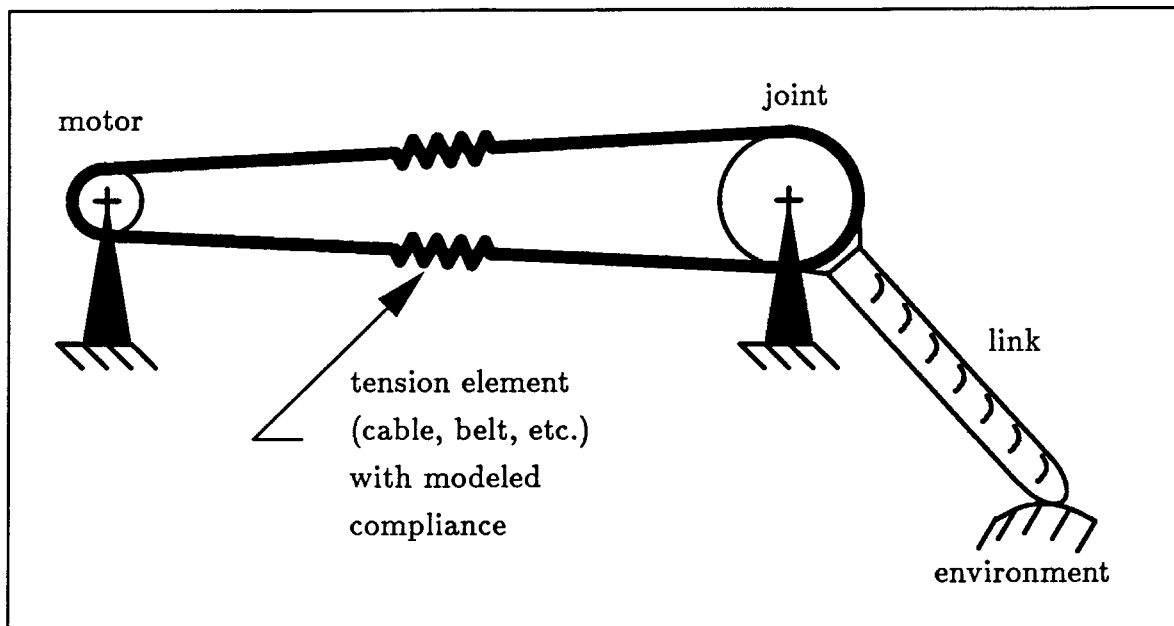 joint
motor
link
tension element
(cable, belt, etc.)
with modeled
compliance
environment